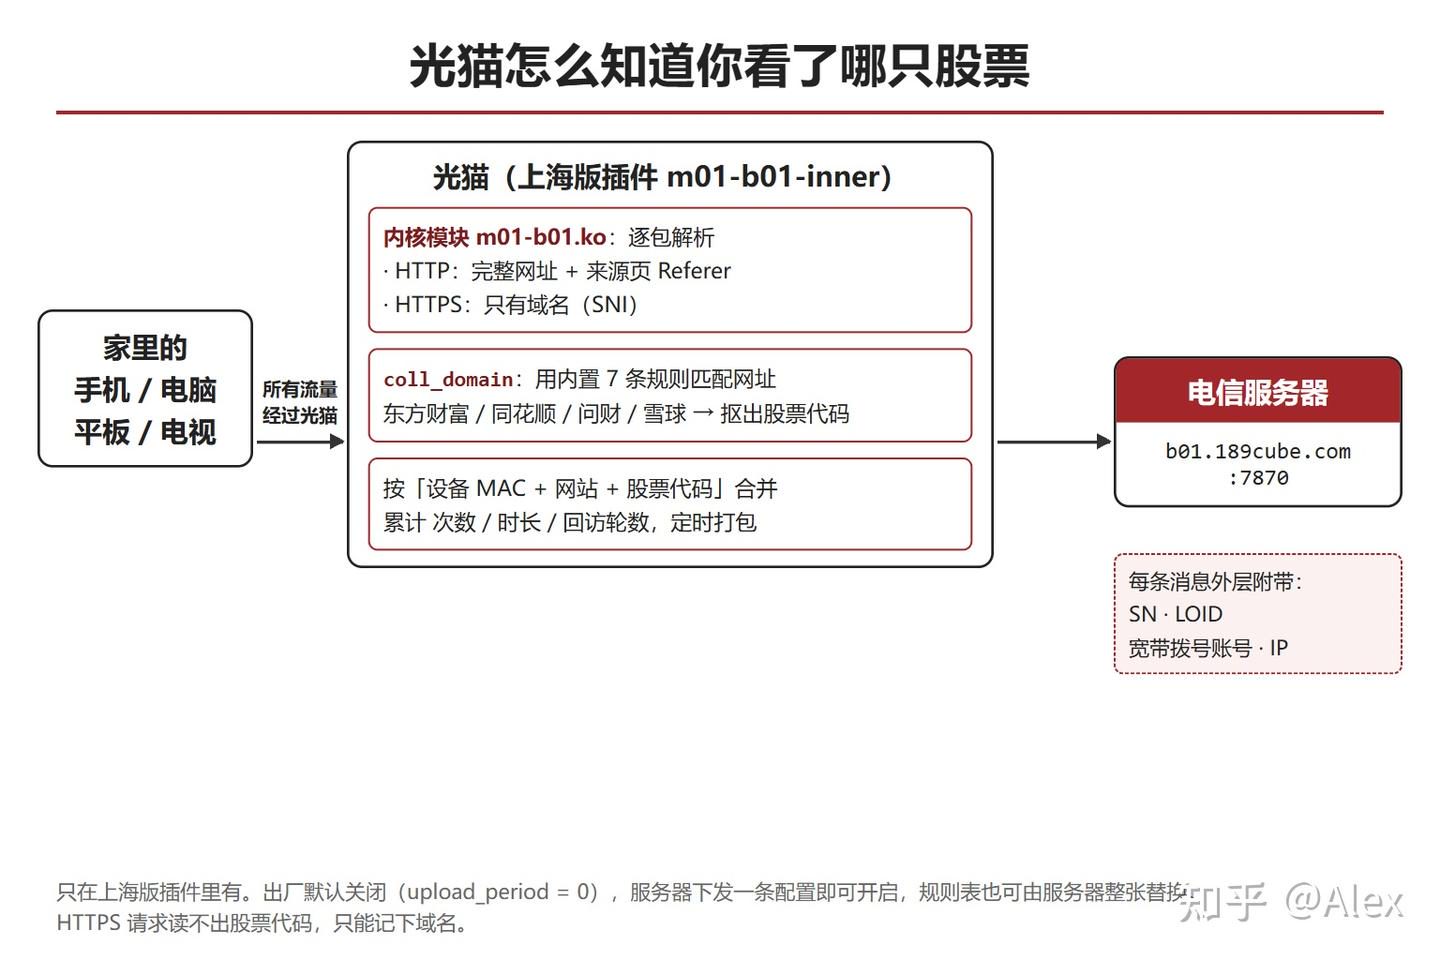 光猫怎么知道你看了哪只股票
光猫（上海版插件 m01-b01-inner）
内核模块 m01-b01.ko：逐包解析
· HTTP：完整网址 + 来源页 Referer
· HTTPS：只有域名（SNI）
家里的
手机 / 电脑
平板 / 电视
所有流量
经过光猫
coll_domain：用内置 7 条规则匹配网址
东方财富 / 同花顺 / 问财 / 雪球 → 抠出股票代码
按「设备 MAC + 网站 + 股票代码」合并
累计 次数 / 时长 / 回访轮数，定时打包
电信服务器
b01.189cube.com
:7870
每条消息外层附带：
SN · LOID
宽带拨号账号 · IP
只在上海版插件里有。出厂默认关闭（upload_period = 0），服务器下发一条配置即可开启，规则表也可由服务器整张替换。
HTTPS 请求读不出股票代码，只能记下域名。
知乎 @Alex